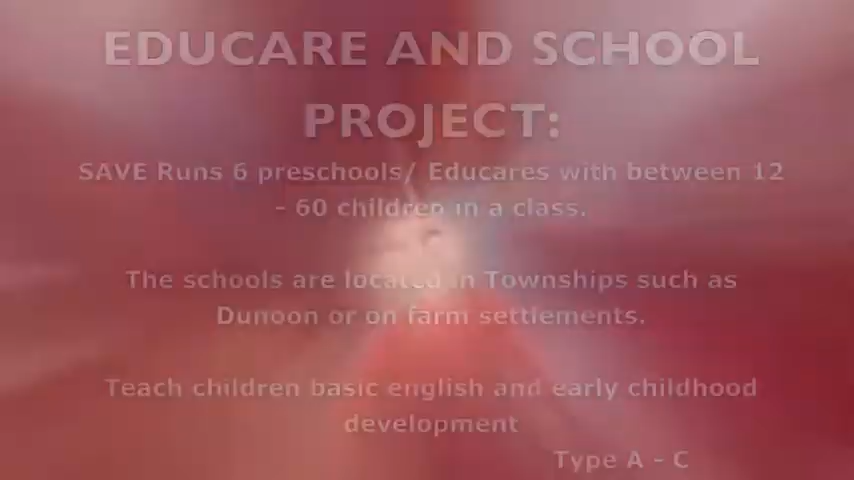 EDUCARE AND SCHOOL
PROJECT:
SAVE Runs 6 preschools/ Educares with between 12
- 60 children in a class.
The schools are located in Townships such as
Dunoon or on farm settlements.
Teach children basic english and early childhood
development
Type A - C